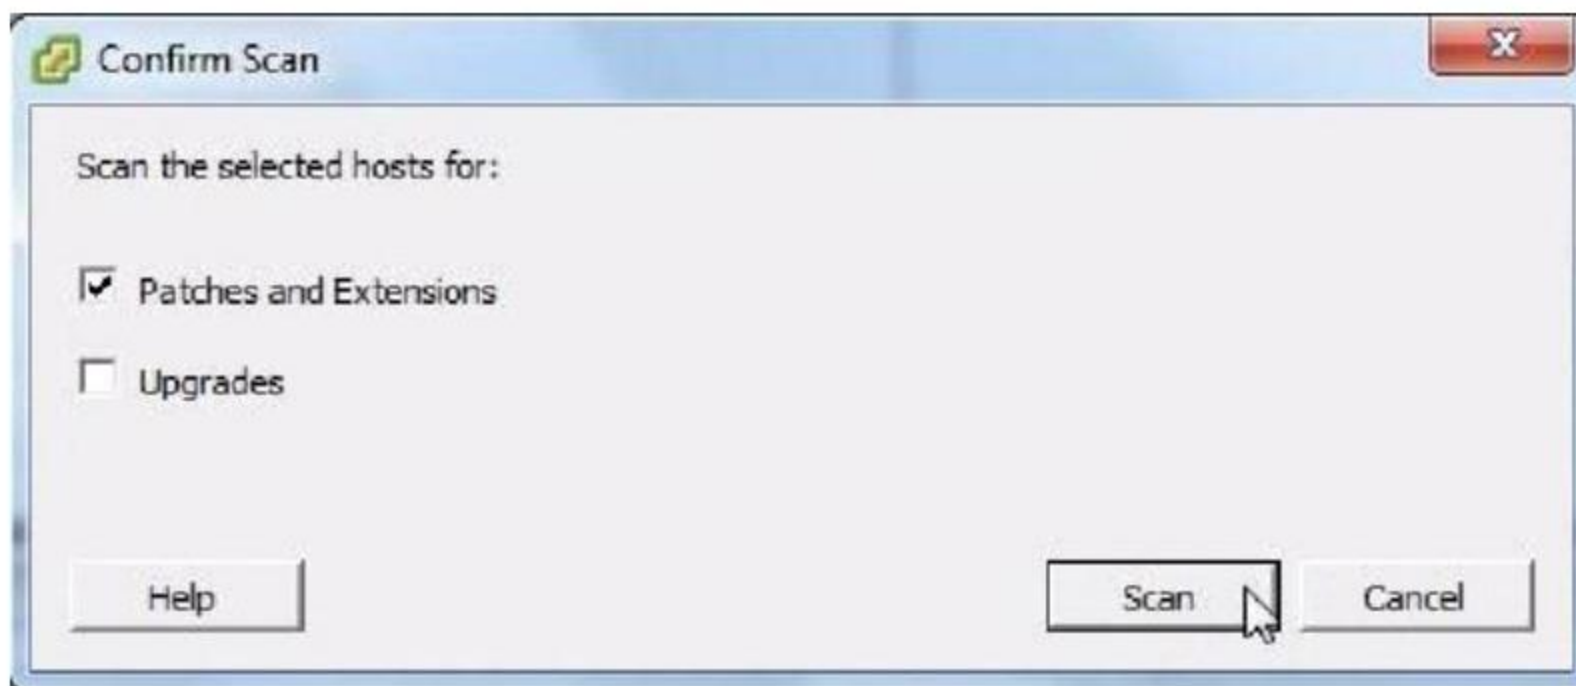 Confirm Scan
Scan the selected hosts for:
Patches and Extensions
Upgrades
Help Scan Cancel